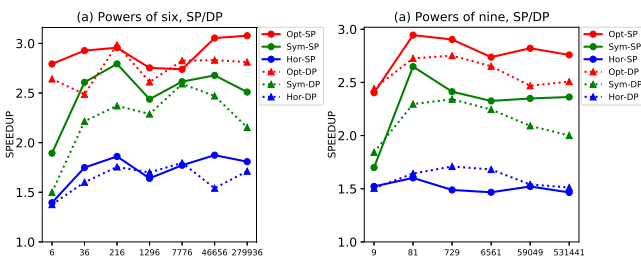 (a) Powers of six, SP/DP
SPEEDUP
3.0
2.5
2.0
1.5
1.0
6 36 216 1296 7776 46656 279936
Opt-SP
Sym-SP
Hor-SP
Opt-DP
Sym-DP
Hor-DP
(a) Powers of nine, SP/DP
SPEEDUP
3.0
2.5
2.0
1.5
1.0
9 81 729 6561 59049 531441
Opt-SP
Sym-SP
Hor-SP
Opt-DP
Sym-DP
Hor-DP